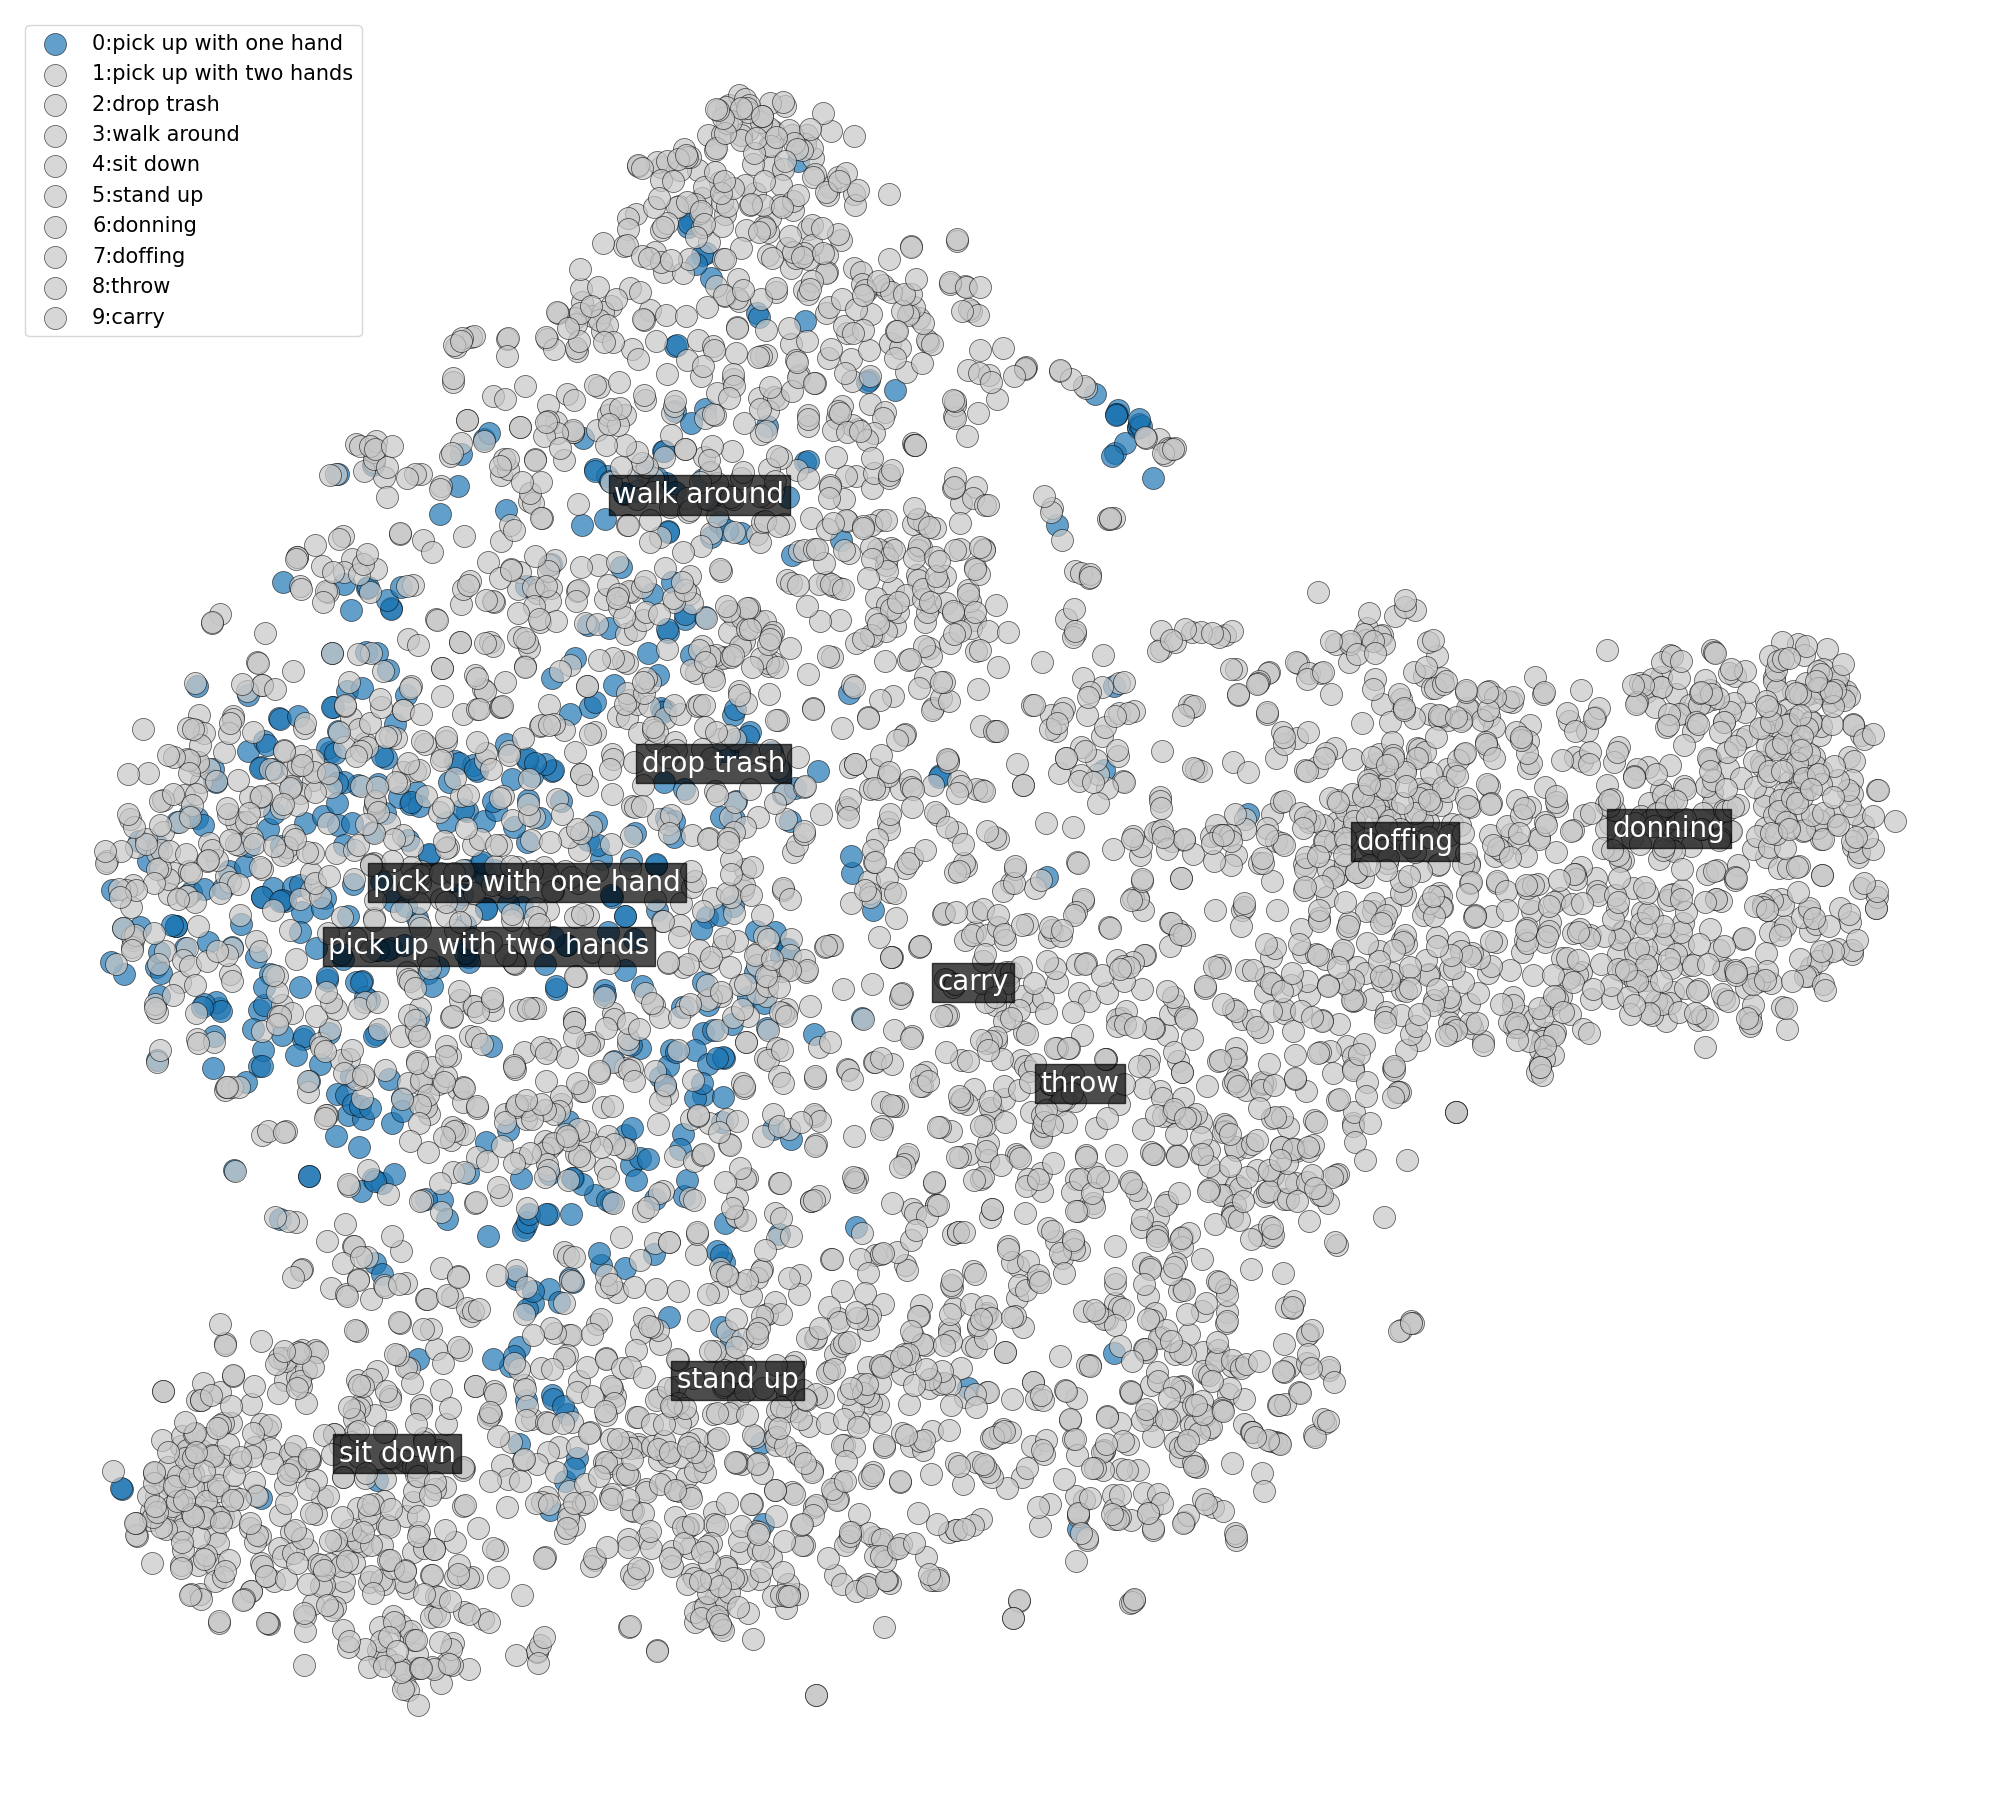 0:pick up with one hand
1:pick up with two hands
2:drop trash
3:walk around
4:sit down
5:stand up
6:donning
7:doffing
8:throw
9:carry
walk around
drop trash
donning
doffing
pick up with one hand
pick up with two hands
carry
throw
stand up
sit down